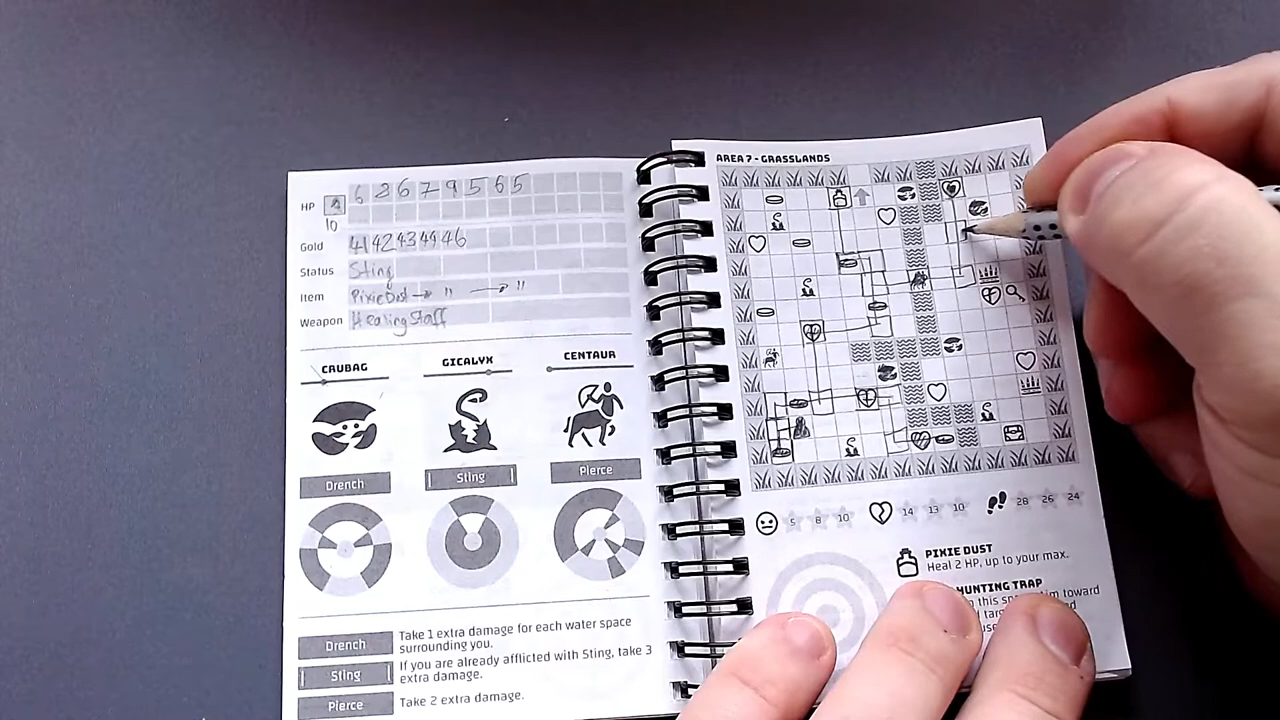 HP 9 6 8 6 7 9 5 6 5
10
Gold 41 42 43 44 46
Status Sting
Item Pixie Dust → " → "
Weapon Healing Staff
CRUBAG GICALYX CENTAUR
Drench Sting Pierce
Drench Take 1 extra damage for each water space
surrounding you.
Sting If you are already afflicted with Sting, take 3
extra damage.
Pierce Take 2 extra damage.
AREA 7 - GRASSLANDS
5 8 10 14 13 10 28 26 24
PIXIE DUST
Heal 2 HP, up to your max.
HUNTING TRAP